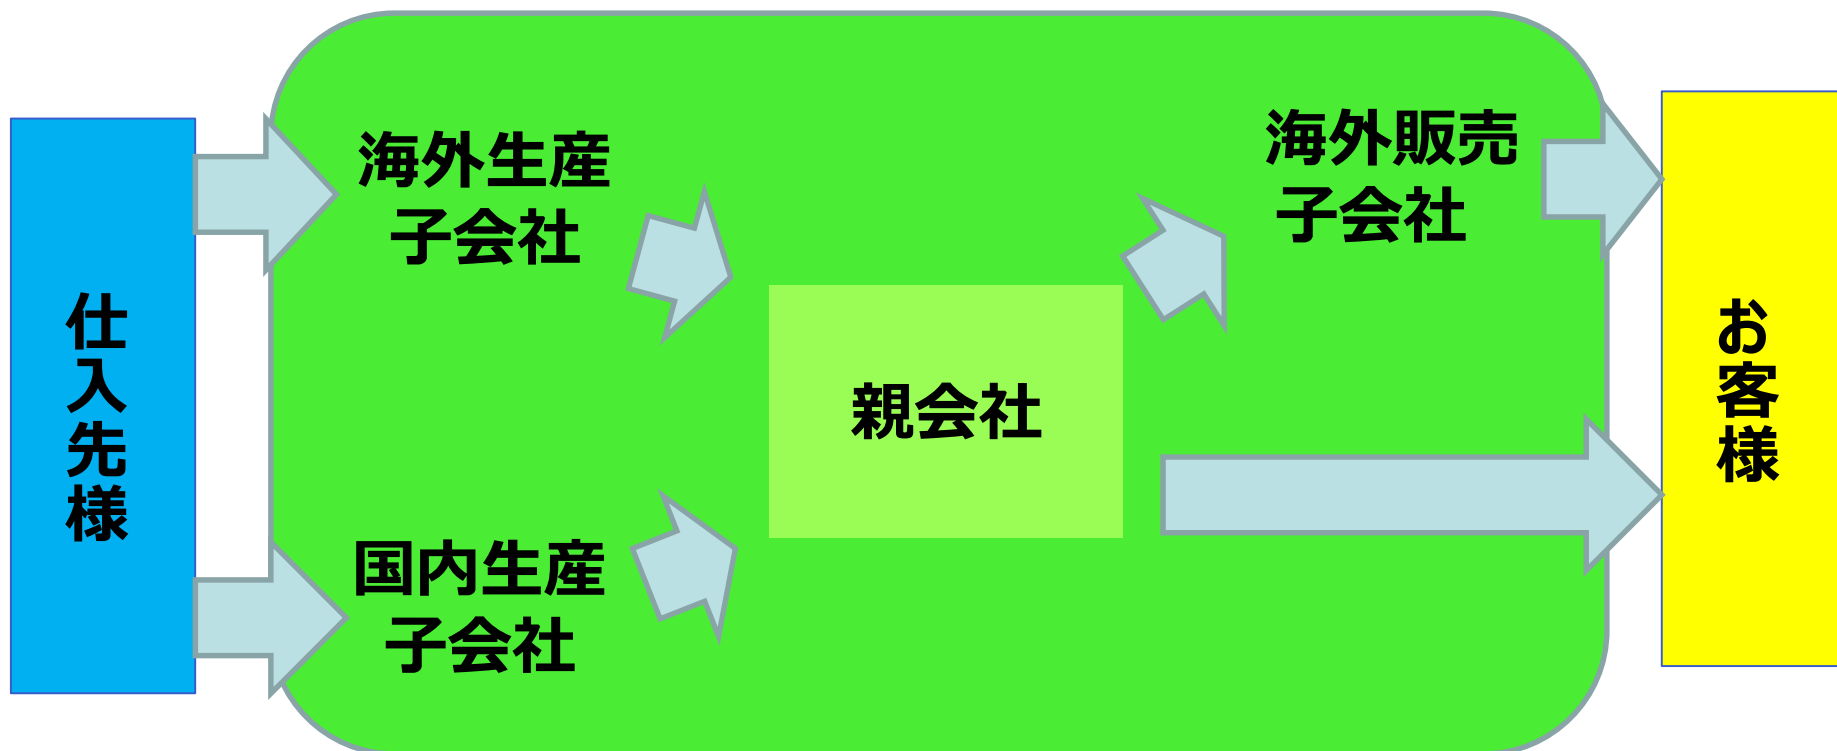 仕入先様
海外生産
子会社
国内生産
子会社
親会社
海外販売
子会社
お客様